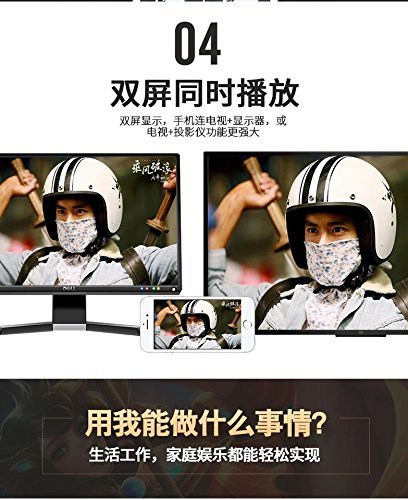 04
双屏同时播放
双屏显示，手机连电视+显示器，或
电视+投影仪功能更强大
乘风破浪
DELL
用我能做什么事情?
生活工作，家庭娱乐都能轻松实现